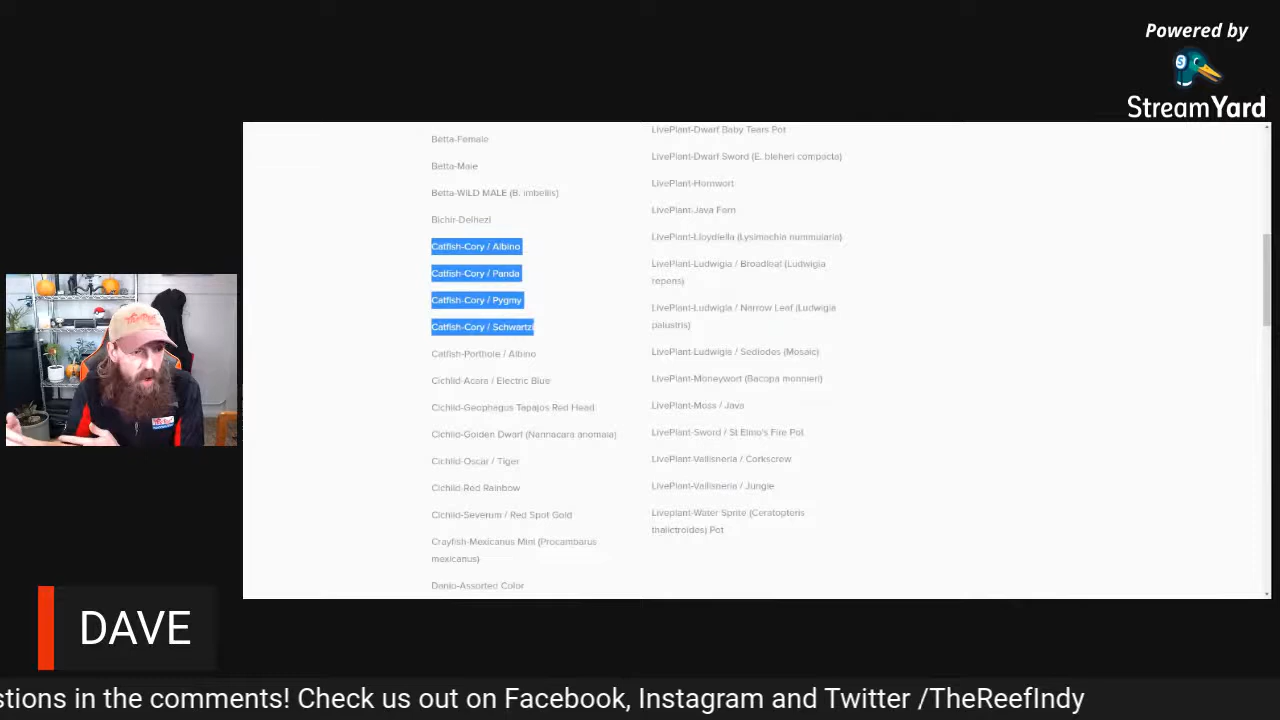 Powered by
StreamYard
Betta-Female
Betta-Male
Betta-WILD MALE (B. imbellis)
Bichir-Delhezi
Catfish-Cory / Albino
Catfish-Cory / Panda
Catfish-Cory / Pygmy
Catfish-Cory / Schwartzi
Catfish-Porthole / Albino
Cichlid-Acara / Electric Blue
Cichlid-Geophagus Tapajos Red Head
Cichlid-Golden Dwarf (Nannacara anomala)
Cichlid-Oscar / Tiger
Cichlid-Red Rainbow
Cichlid-Severum / Red Spot Gold
Crayfish-Mexicanus Mini (Procambarus
mexicanus)
Danio-Assorted Color
LivePlant-Dwarf Baby Tears Pot
LivePlant-Dwarf Sword (E. bleheri compacta)
LivePlant-Hornwort
LivePlant-Java Fern
LivePlant-Lloydiella (Lysimachia nummularia)
LivePlant-Ludwigia / Broadleaf (Ludwigia
repens)
LivePlant-Ludwigia / Narrow Leaf (Ludwigia
palustris)
LivePlant-Ludwigia / Sediodes (Mosaic)
LivePlant-Moneywort (Bacopa monnieri)
LivePlant-Moss / Java
LivePlant-Sword / St Elmo's Fire Pot
LivePlant-Vallisneria / Corkscrew
LivePlant-Vallisneria / Jungle
Liveplant-Water Sprite (Ceratopteris
thalictroides) Pot
DAVE
stions in the comments! Check us out on Facebook, Instagram and Twitter /TheReefIndy